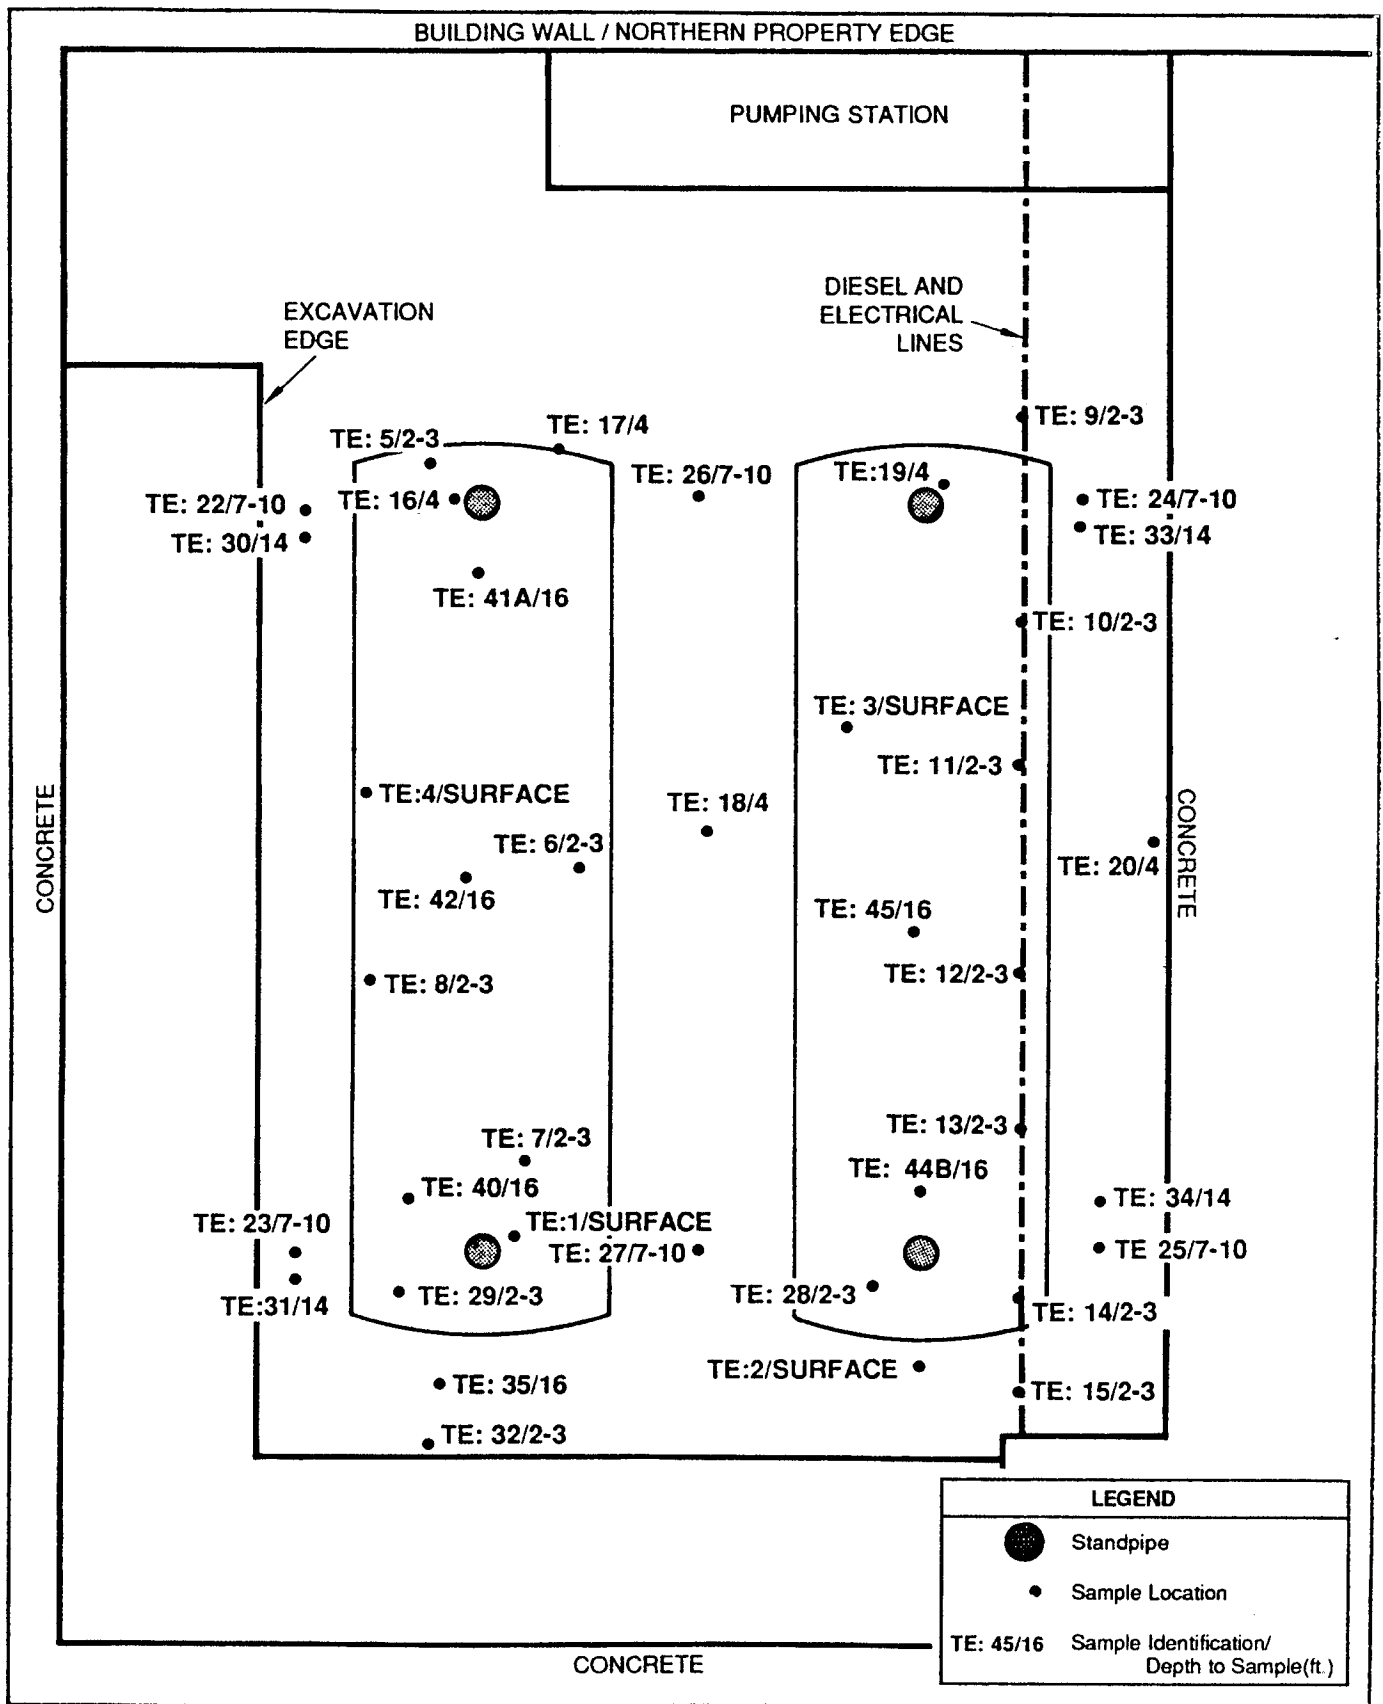 BUILDING WALL / NORTHERN PROPERTY EDGE
PUMPING STATION
DIESEL AND
ELECTRICAL
LINES
EXCAVATION
EDGE
TE: 9/2-3
TE: 17/4
TE: 5/2-3
TE: 26/7-10
TE:19/4
TE: 22/7-10
TE: 16/4
TE: 24/7-10
TE: 30/14
TE: 33/14
TE: 41A/16
TE: 10/2-3
TE: 3/SURFACE
TE: 11/2-3
TE:4/SURFACE
TE: 18/4
CONCRETE
CONCRETE
TE: 6/2-3
TE: 20/4
TE: 42/16
TE: 45/16
TE: 12/2-3
TE: 8/2-3
TE: 13/2-3
TE: 7/2-3
TE: 44B/16
TE: 40/16
TE: 34/14
TE: 23/7-10
TE:1/SURFACE
TE: 27/7-10
TE 25/7-10
TE: 29/2-3
TE: 28/2-3
TE:31/14
TE: 14/2-3
TE:2/SURFACE
TE: 35/16
TE: 15/2-3
TE: 32/2-3
LEGEND
Standpipe
Sample Location
TE: 45/16 Sample Identification/
Depth to Sample(ft.)
CONCRETE